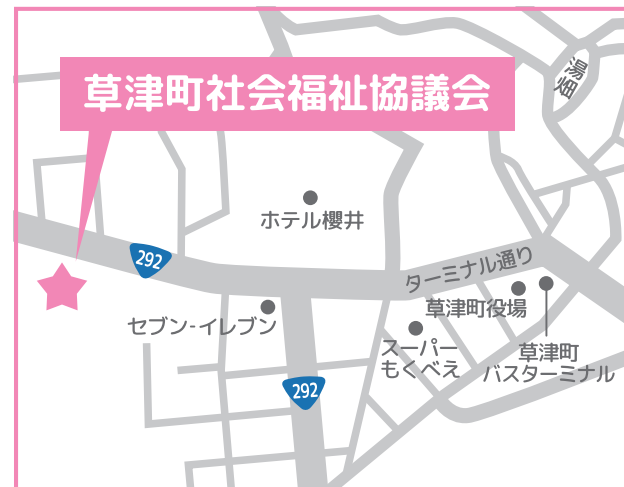 湯畑
草津町社会福祉協議会
ホテル櫻井
292
ターミナル通り
草津町役場
セブン-イレブン
スーパー
もくべえ
草津町
バスターミナル
292